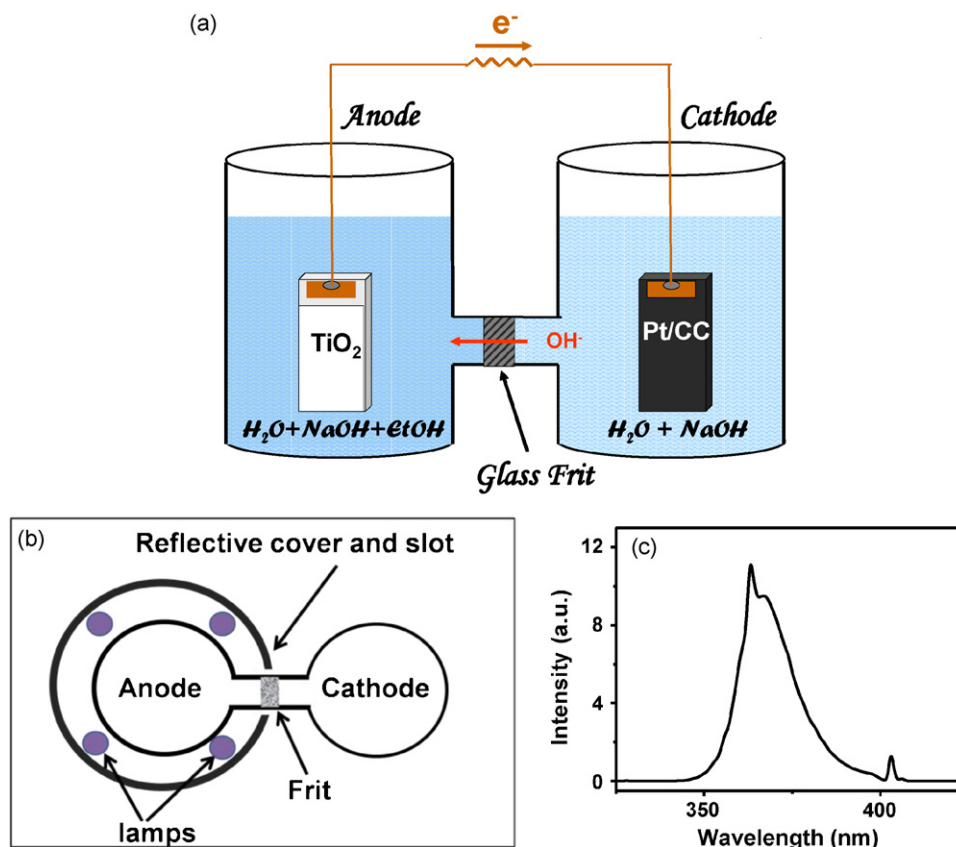 (a)
e⁻
Anode
Cathode
TiO₂
OH⁻
Pt/CC
H₂O+NaOH+EtOH
H₂O + NaOH
Glass Frit
(b)
Reflective cover and slot
Anode
Cathode
Frit
lamps
(c)
12
8
4
0
Intensity (a.u.)
350
400
Wavelength (nm)